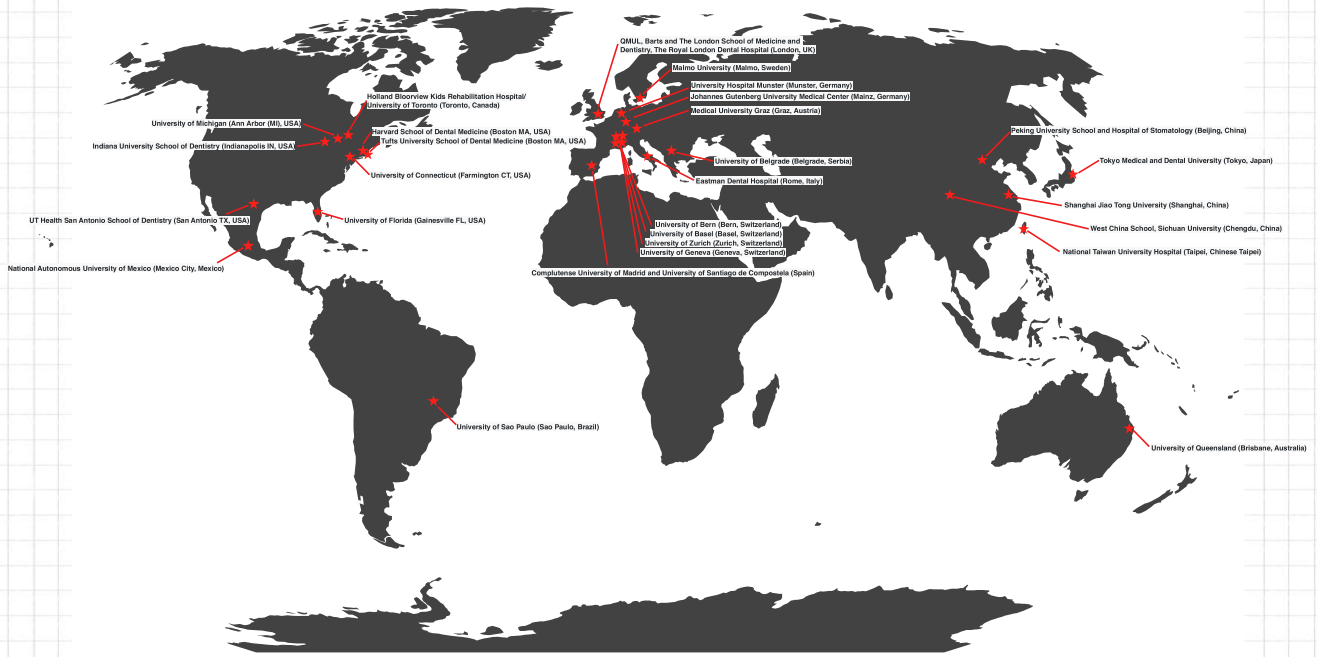 QMUL, Barts and The London School of Medicine and
Dentistry, The Royal London Dental Hospital (London, UK)
Malmo University (Malmo, Sweden)
University Hospital Munster (Munster, Germany)
Johannes Gutenberg University Medical Center (Mainz, Germany)
Medical University Graz (Graz, Austria)
Holland Bloorview Kids Rehabilitation Hospital/
University of Toronto (Toronto, Canada)
University of Michigan (Ann Arbor (MI), USA)
Harvard School of Dental Medicine (Boston MA, USA)
Tufts University School of Dental Medicine (Boston MA, USA)
Indiana University School of Dentistry (Indianapolis IN, USA)
University of Connecticut (Farmington CT, USA)
Peking University School and Hospital of Stomatology (Beijing, China)
Tokyo Medical and Dental University (Tokyo, Japan)
University of Belgrade (Belgrade, Serbia)
Eastman Dental Hospital (Rome, Italy)
Shanghai Jiao Tong University (Shanghai, China)
UT Health San Antonio School of Dentistry (San Antonio TX, USA)
University of Florida (Gainesville FL, USA)
University of Bern (Bern, Switzerland)
University of Basel (Basel, Switzerland)
University of Zurich (Zurich, Switzerland)
University of Geneva (Geneva, Switzerland)
West China School, Sichuan University (Chengdu, China)
National Taiwan University Hospital (Taipei, Chinese Taipei)
National Autonomous University of Mexico (Mexico City, Mexico)
Complutense University of Madrid and University of Santiago de Compostela (Spain)
University of Sao Paulo (Sao Paulo, Brazil)
University of Queensland (Brisbane, Australia)